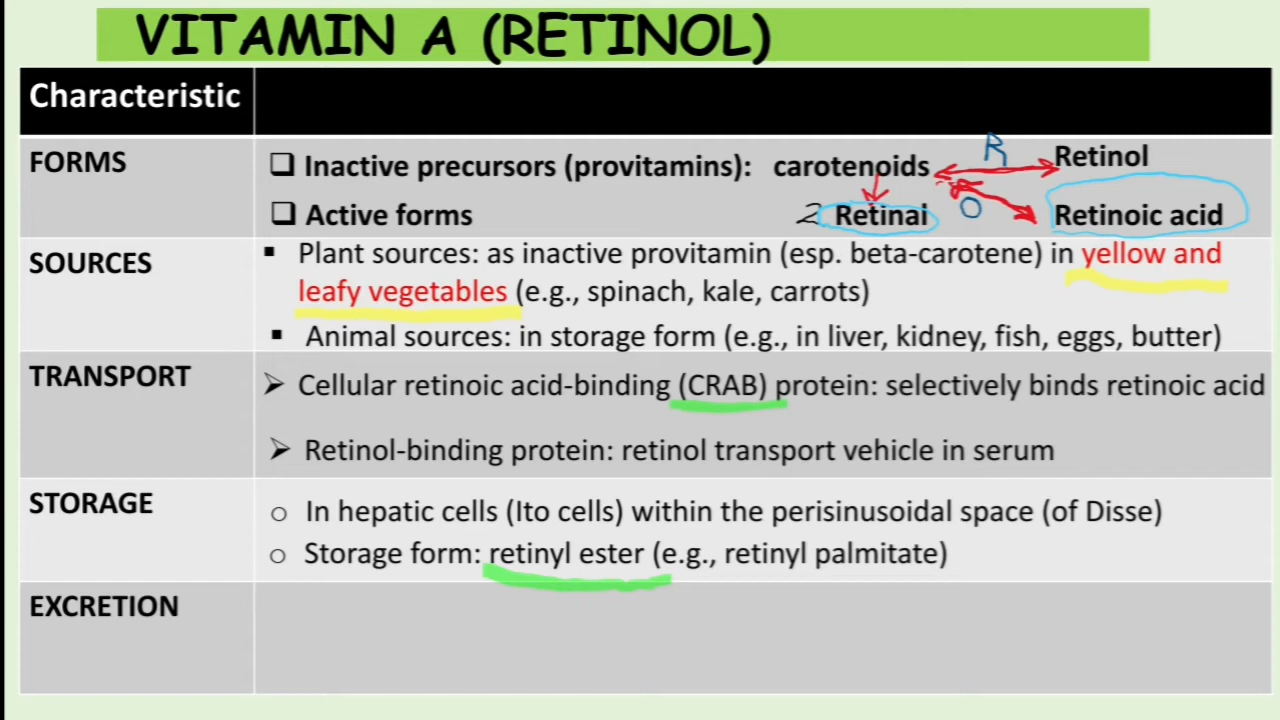 VITAMIN A (RETINOL)
Characteristic
FORMS
❑ Inactive precursors (provitamins): carotenoids R Retinol
❑ Active forms 2 Retinal O Retinoic acid
SOURCES
▪ Plant sources: as inactive provitamin (esp. beta-carotene) in yellow and
leafy vegetables (e.g., spinach, kale, carrots)
▪ Animal sources: in storage form (e.g., in liver, kidney, fish, eggs, butter)
TRANSPORT
➢ Cellular retinoic acid-binding (CRAB) protein: selectively binds retinoic acid
➢ Retinol-binding protein: retinol transport vehicle in serum
STORAGE
o In hepatic cells (Ito cells) within the perisinusoidal space (of Disse)
o Storage form: retinyl ester (e.g., retinyl palmitate)
EXCRETION